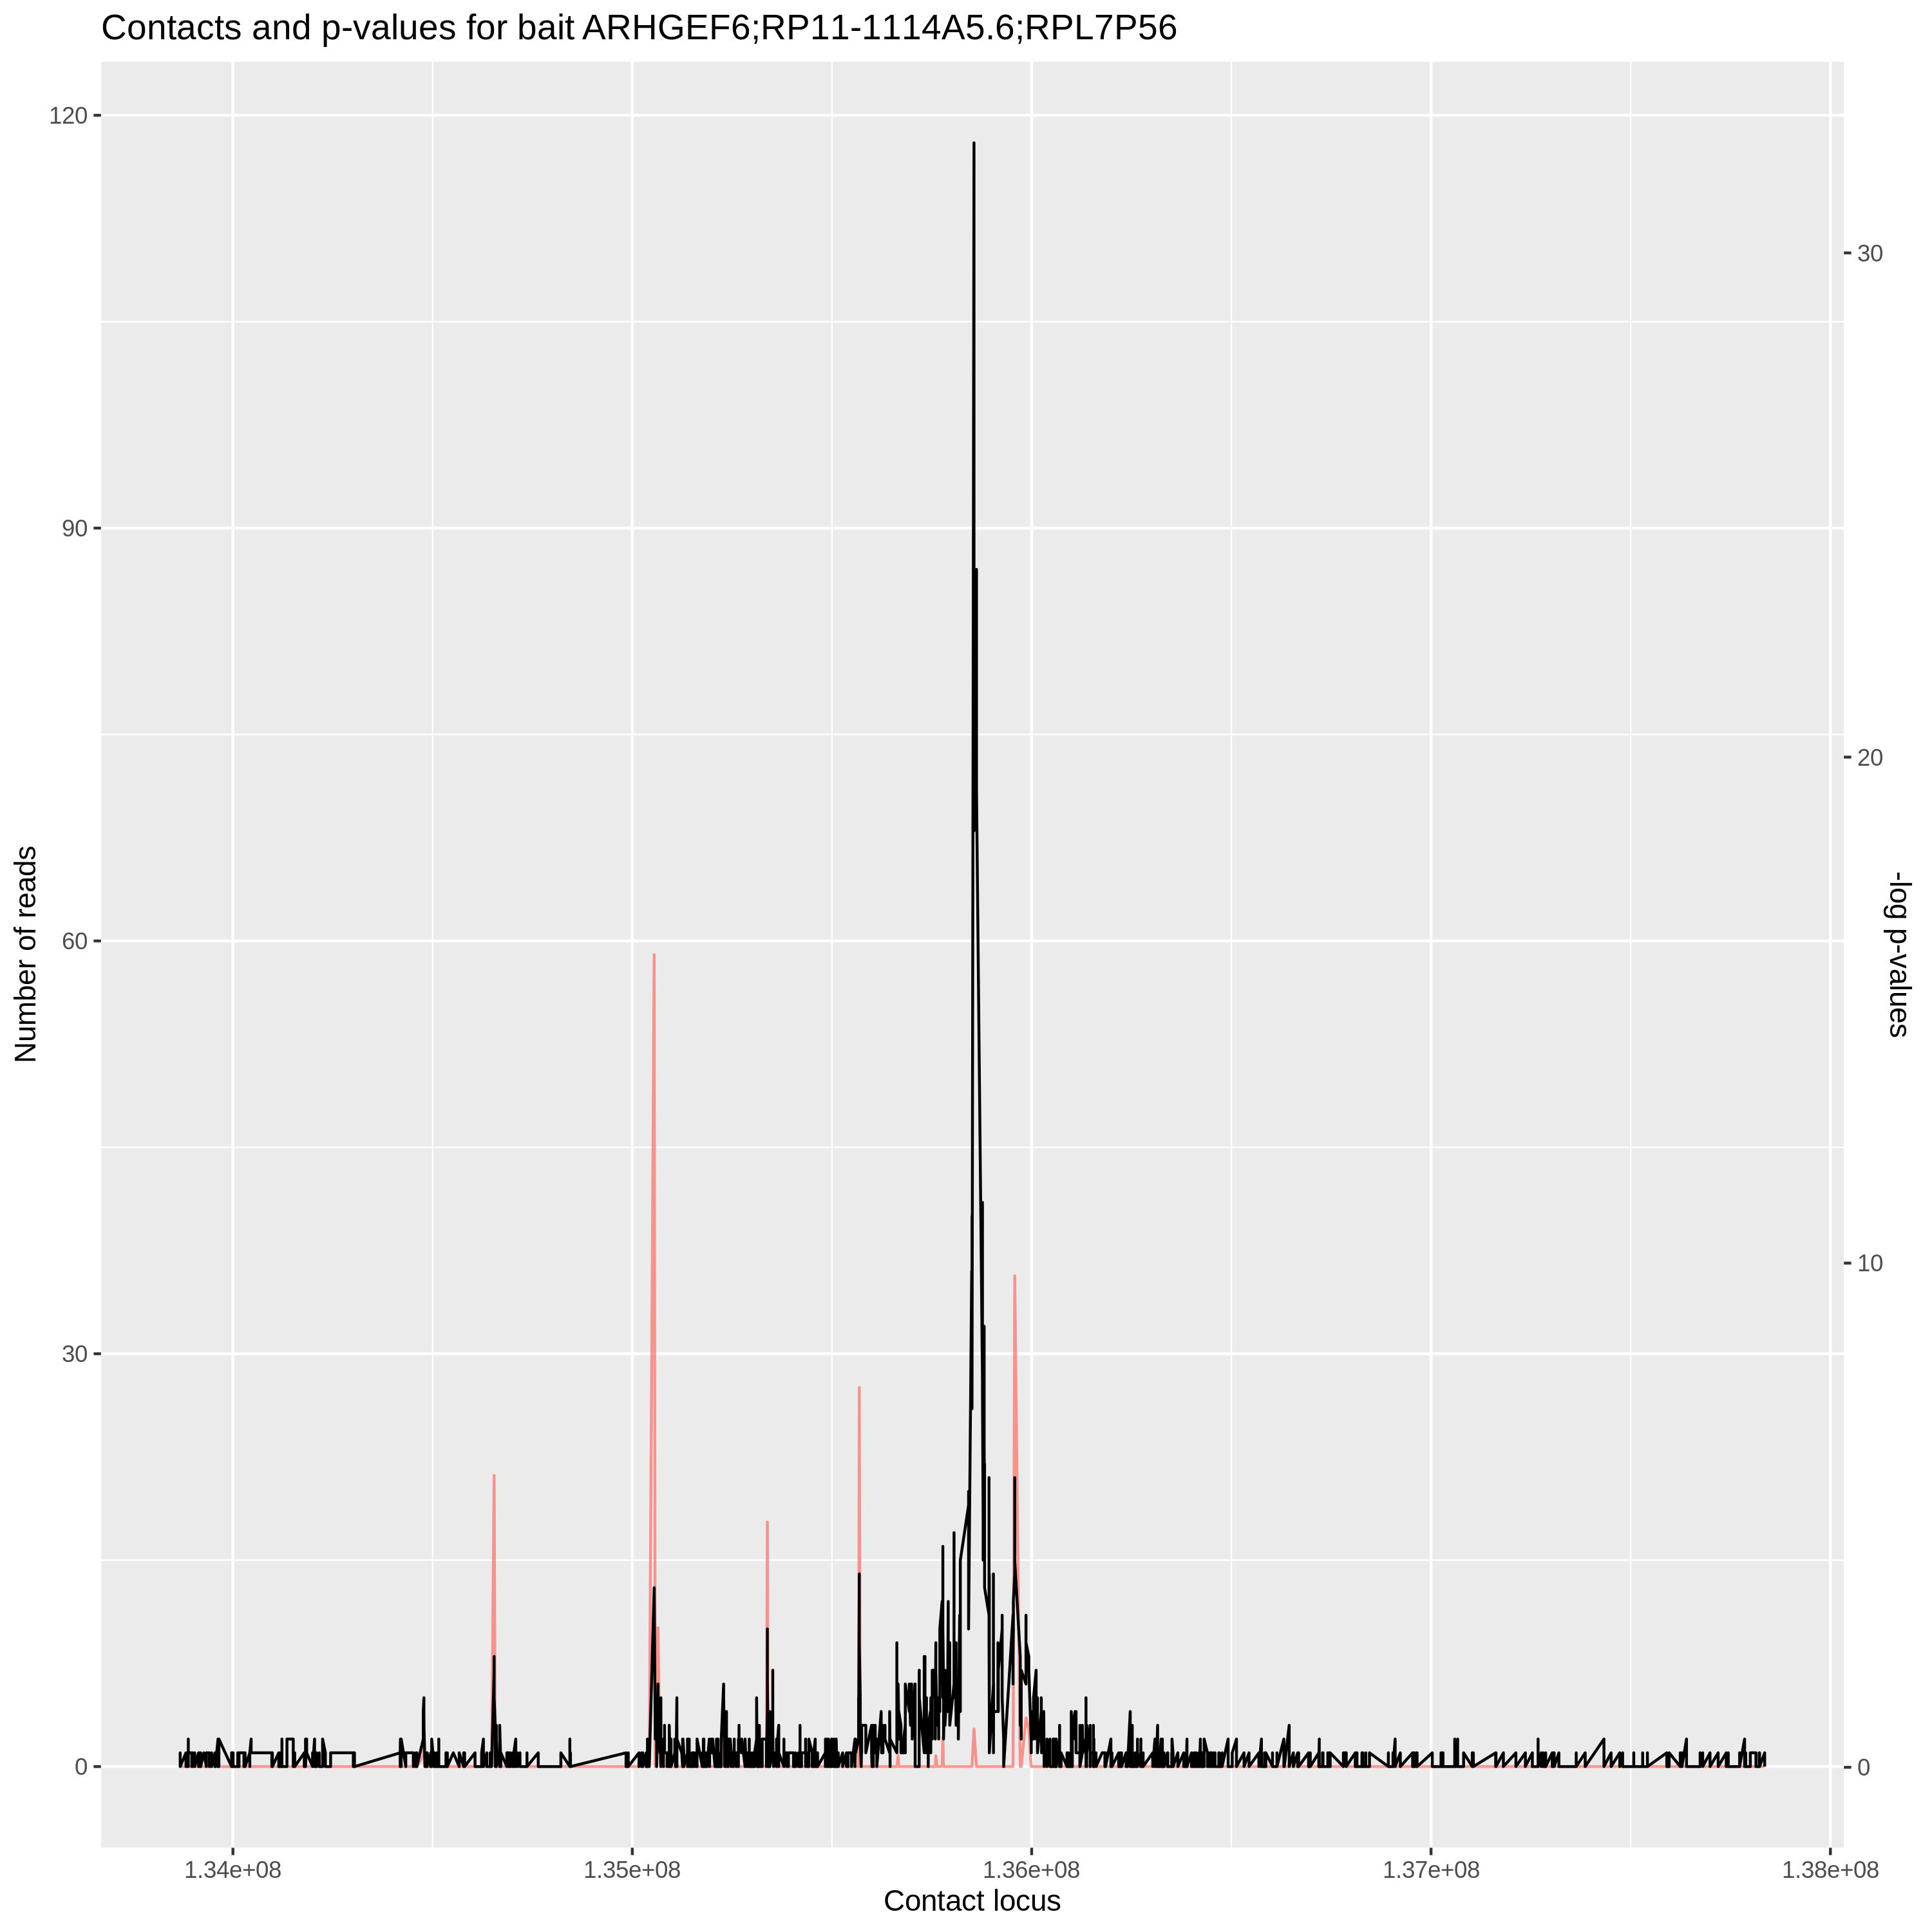 Contacts and p-values for bait ARHGEF6;RP11-1114A5.6;RPL7P56
120
90
60
30
0
Number of reads
30
20
10
0
-log p-values
1.34e+08 1.35e+08 1.36e+08 1.37e+08 1.38e+08
Contact locus